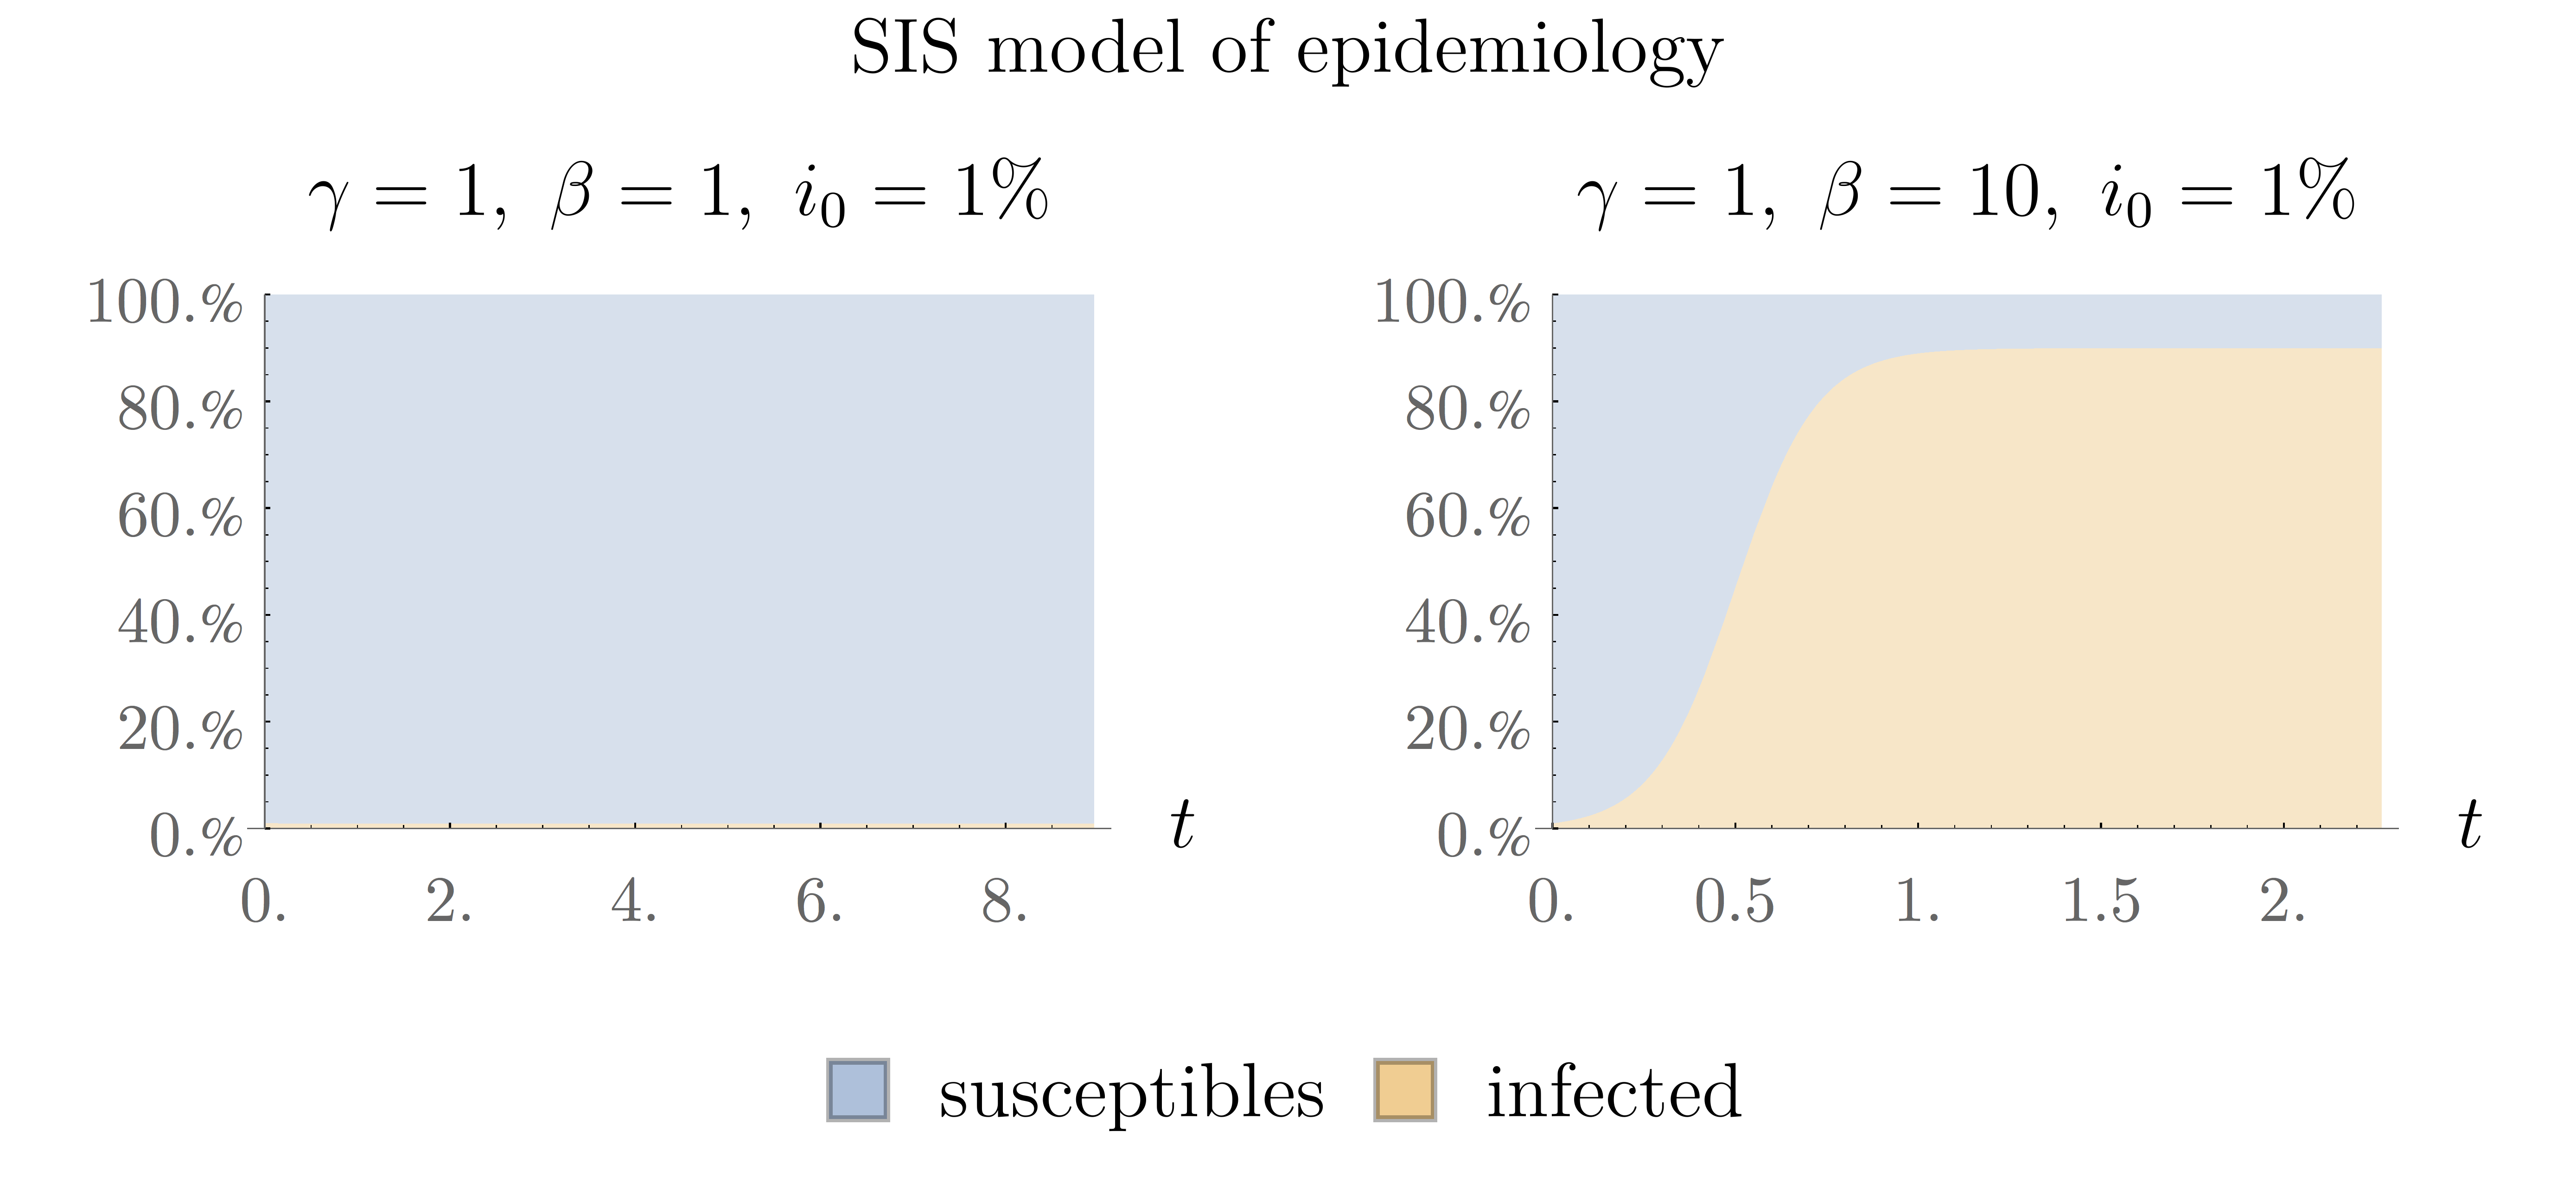 SIS model of epidemiology
γ = 1, β = 1, i₀ = 1%
100.%
80.%
60.%
40.%
20.%
0.%
t
0. 2. 4. 6. 8.
γ = 1, β = 10, i₀ = 1%
100.%
80.%
60.%
40.%
20.%
0.%
t
0. 0.5 1. 1.5 2.
susceptibles infected